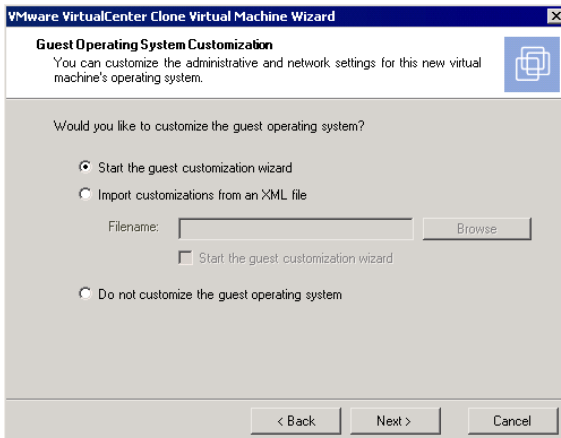 VMware VirtualCenter Clone Virtual Machine Wizard
Guest Operating System Customization
You can customize the administrative and network settings for this new virtual
machine's operating system.
Would you like to customize the guest operating system?
Start the guest customization wizard
Import customizations from an XML file
Filename:
Browse
Start the guest customization wizard
Do not customize the guest operating system
< Back
Next >
Cancel